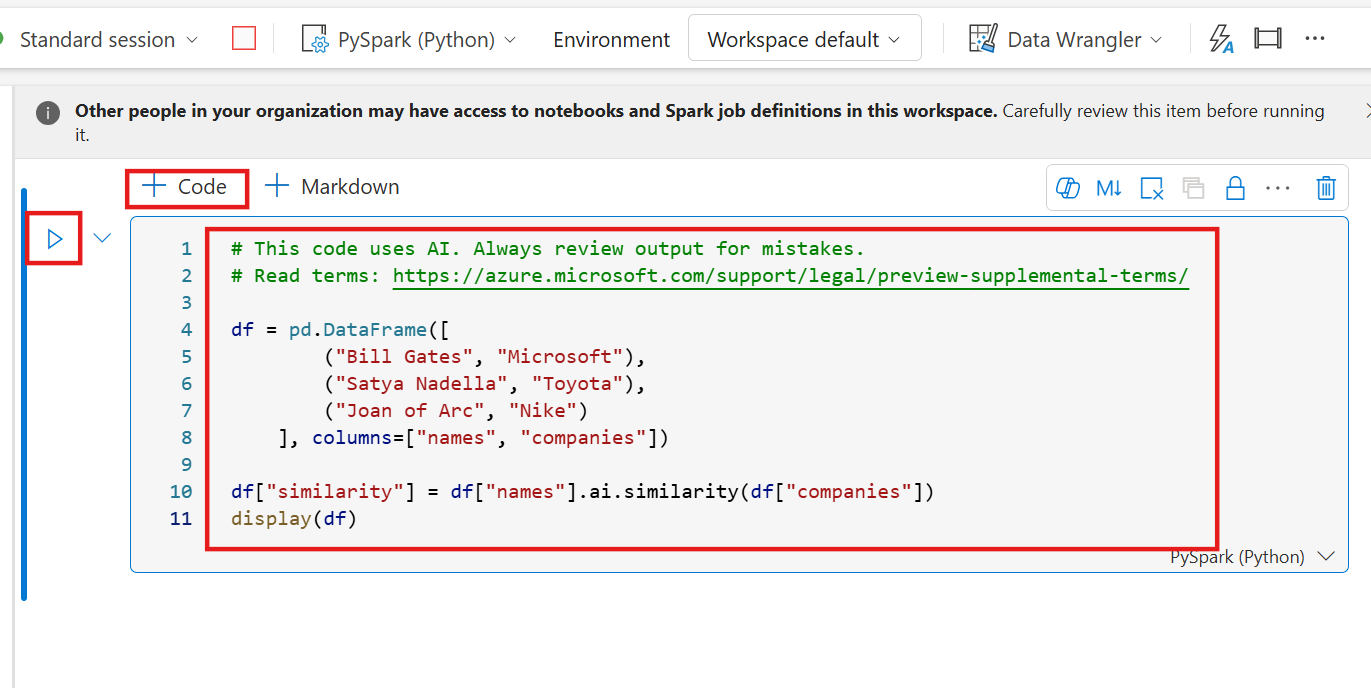 Standard session PySpark (Python) Environment Workspace default Data Wrangler
Other people in your organization may have access to notebooks and Spark job definitions in this workspace. Carefully review this item before running
it.
+ Code + Markdown M↓
1 # This code uses AI. Always review output for mistakes.
2 # Read terms: https://azure.microsoft.com/support/legal/preview-supplemental-terms/
3
4 df = pd.DataFrame([
5 ("Bill Gates", "Microsoft"),
6 ("Satya Nadella", "Toyota"),
7 ("Joan of Arc", "Nike")
8 ], columns=["names", "companies"])
9
10 df["similarity"] = df["names"].ai.similarity(df["companies"])
11 display(df)
PySpark (Python)